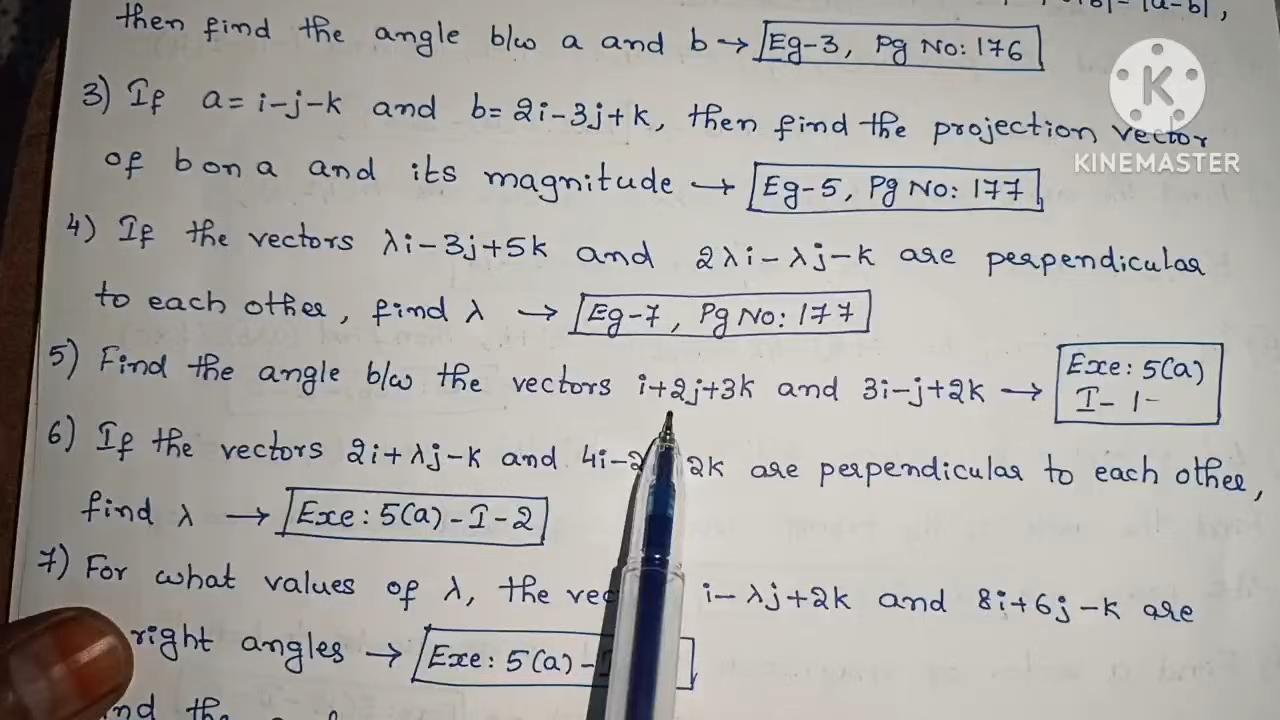 |b|=|a-b|,
then find the angle b/w a and b → Eg-3, Pg No: 176
K
KINEMASTER
3) If a= i-j-k and b= 2i-3j+k, then find the projection vector
of b on a and its magnitude → Eg-5, Pg No: 177
4) If the vectors λi-3j+5k and 2λi-λj-k are perpendicular
to each other, find λ → Eg-7, Pg No: 177
5) Find the angle b/w the vectors i+2j+3k and 3i-j+2k → Exe: 5(a)
I- 1-
6) If the vectors 2i+λj-k and 4i-2 2k are perpendicular to each other,
find λ → Exe: 5(a)-I-2
7) For what values of λ, the i-λj+2k and 8i+6j-k are
right angles → Exe: 5(a)-
the